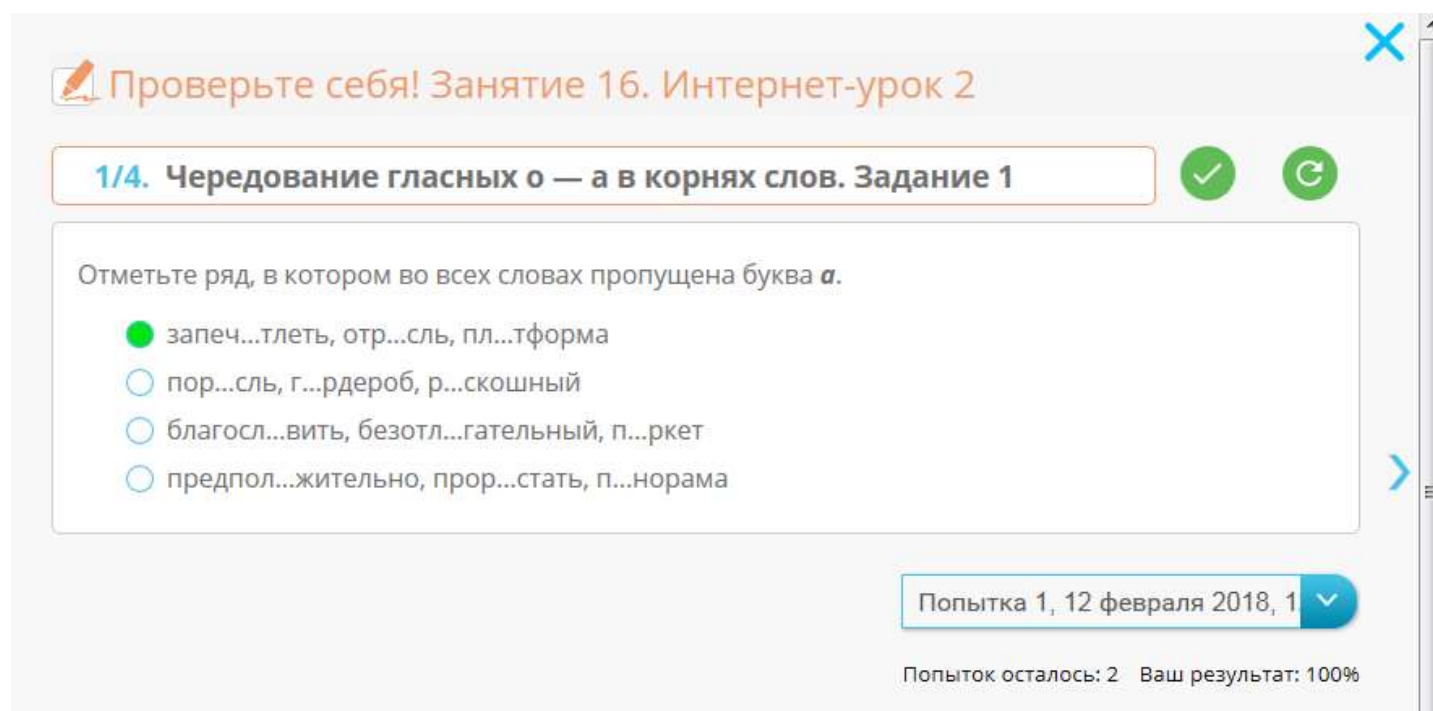 Проверьте себя! Занятие 16. Интернет-урок 2
1/4. Чередование гласных о — а в корнях слов. Задание 1
Отметьте ряд, в котором во всех словах пропущена буква а.
запеч...тлеть, отр...сль, пл...тформа
пор...сль, г...рдероб, р...скошный
благосл...вить, безотл...гательный, п...ркет
предпол...жительно, прор...стать, п...норама
Попытка 1, 12 февраля 2018, 1
Попыток осталось: 2 Ваш результат: 100%